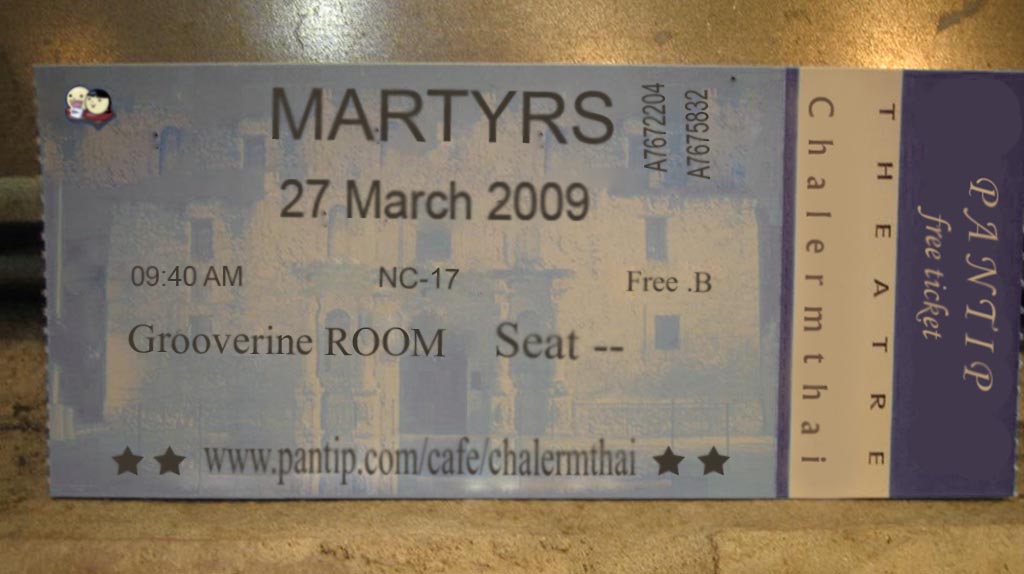 MARTYRS
A7672204
A7675832
27 March 2009
09:40 AM NC-17 Free .B
Grooverine ROOM Seat --
www.pantip.com/cafe/chalermthai
Chalermthai
THEATRE
free ticket
PANTIP